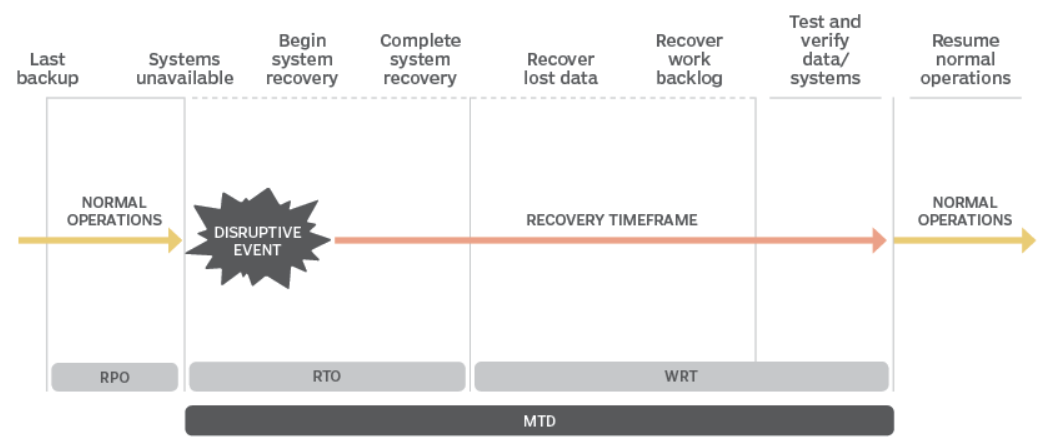 Last
backup
Systems
unavailable
Begin
system
recovery
Complete
system
recovery
Recover
lost data
Recover
work
backlog
Test and
verify
data/
systems
Resume
normal
operations
NORMAL
OPERATIONS
DISRUPTIVE
EVENT
RECOVERY TIMEFRAME
NORMAL
OPERATIONS
RPO
RTO
WRT
MTD